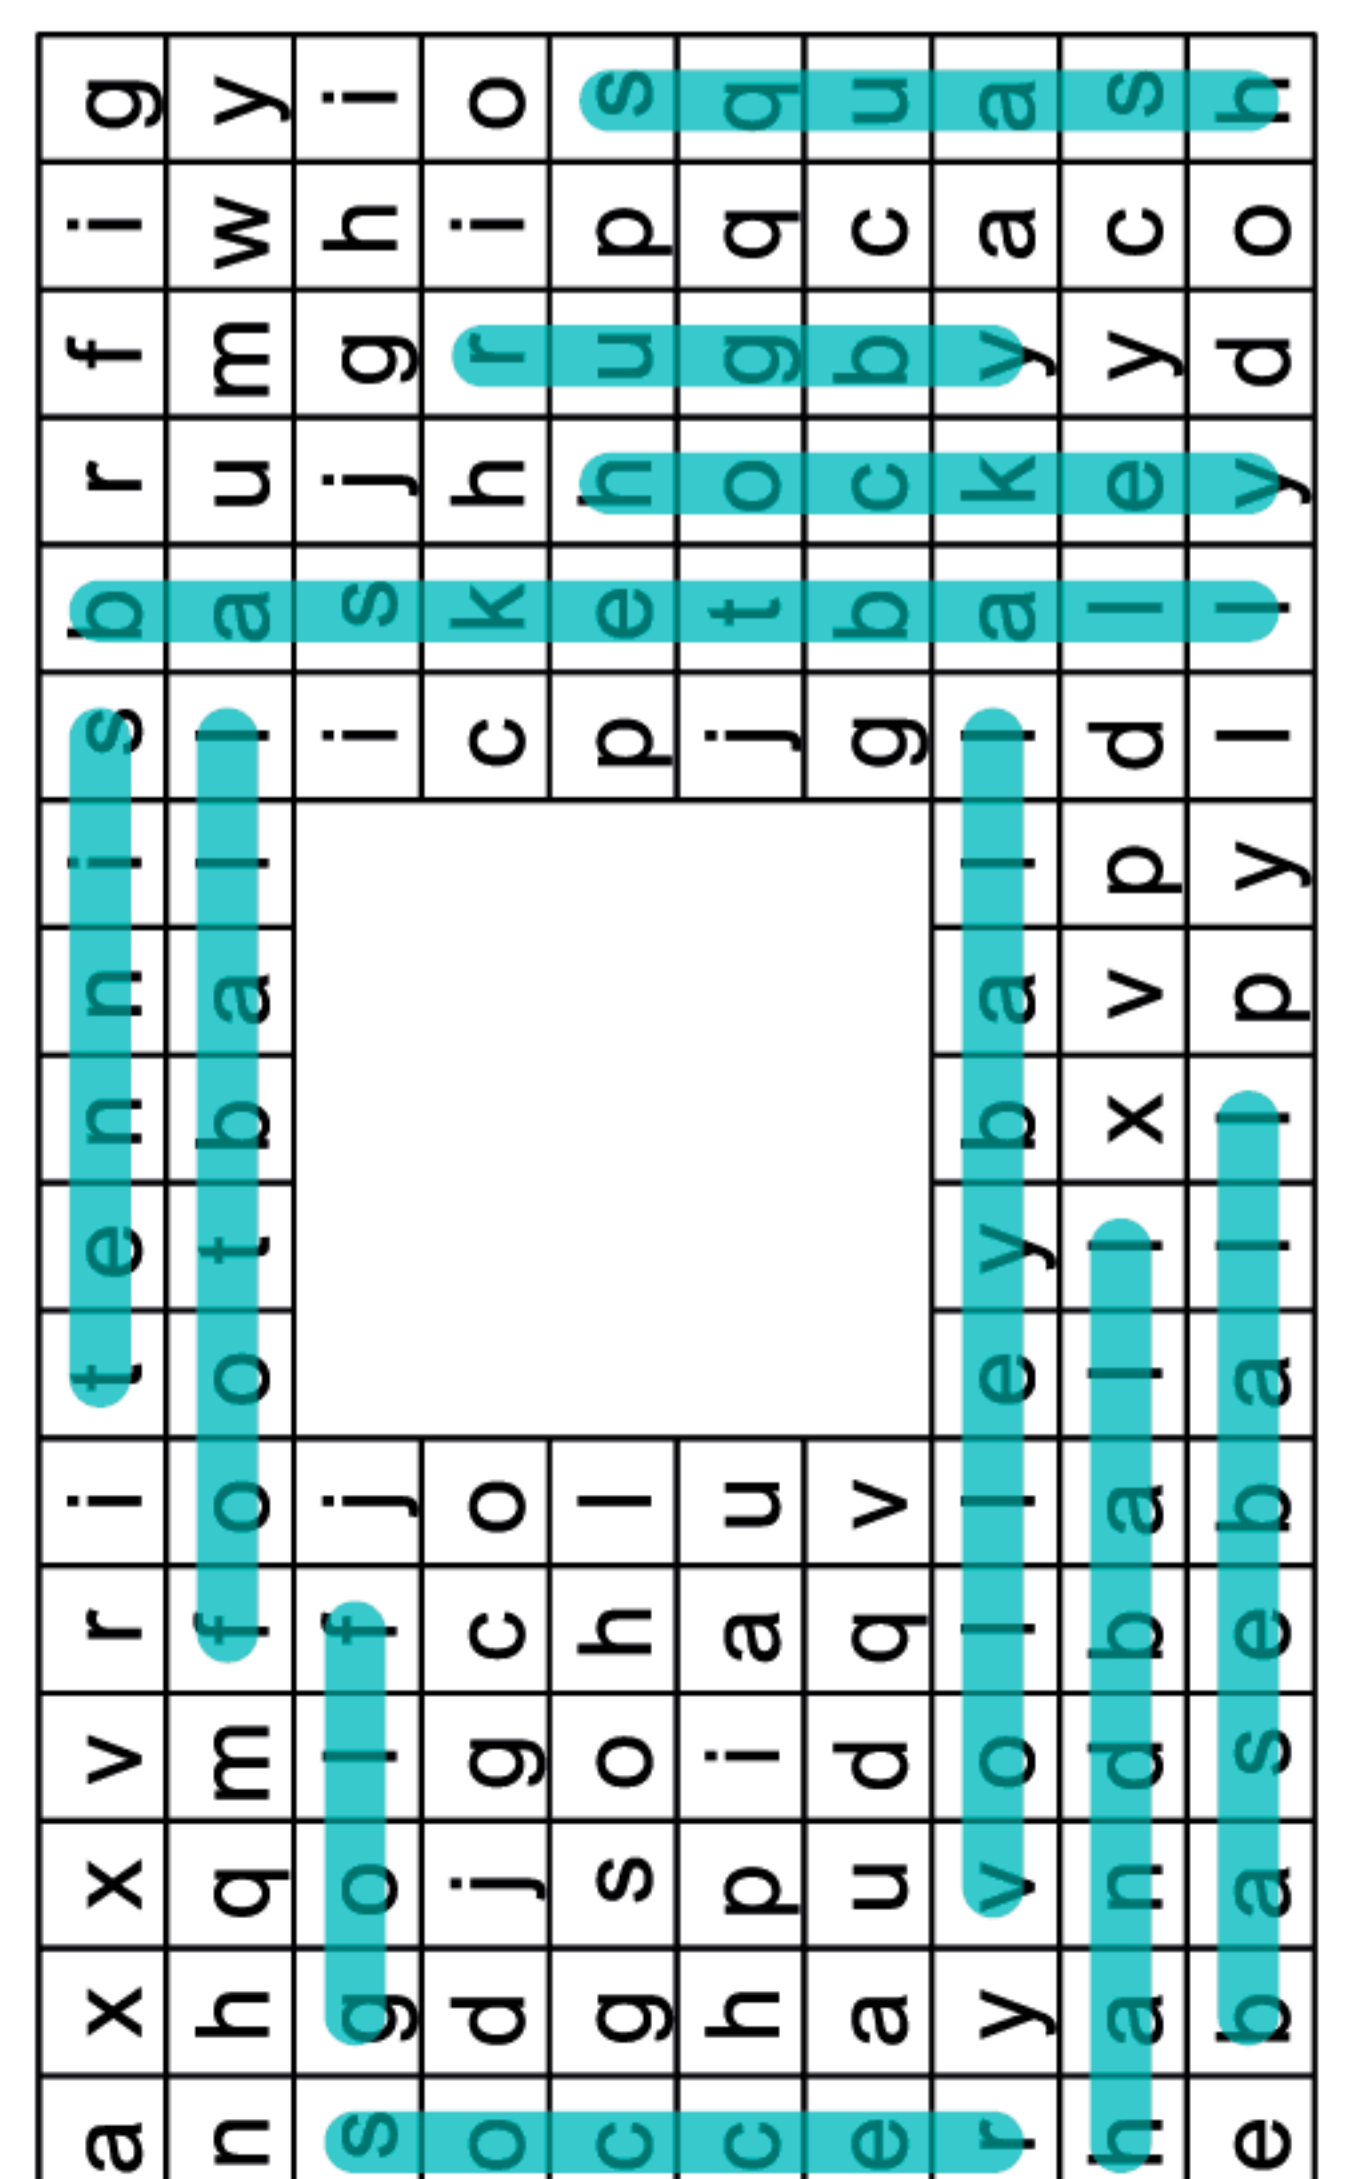 a x x v r i t e n n i s b r f i g
n h q m f o o t b a l l a u m w y
s g o l f j i s j g h i
o d j g c o c k h r i o
c g s o h l p e h u p s
c h p i a u j t o g q q
e a u d q v g b c b c u
r y v o l l e y b a l l a k y a a
h a n d b a l l x v p d l e y c s
e b a s e b a l l p y l l y d o h